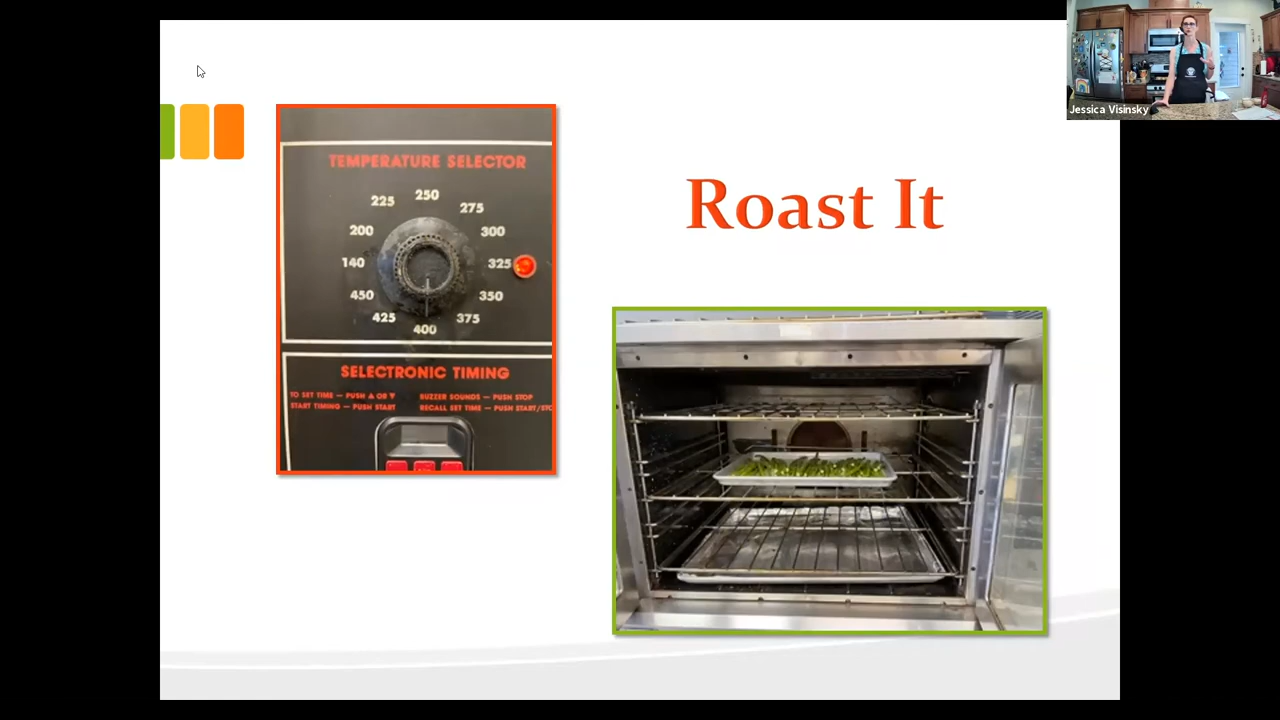 Jessica Visinsky
Roast It
TEMPERATURE SELECTOR
250
225
275
200
300
140
325
450
350
425
375
400
SELECTRONIC TIMING
TO SET TIME — PUSH ▲ OR ▼
BUZZER SOUNDS — PUSH STOP
START TIMING — PUSH START
RECALL SET TIME — PUSH START/STO